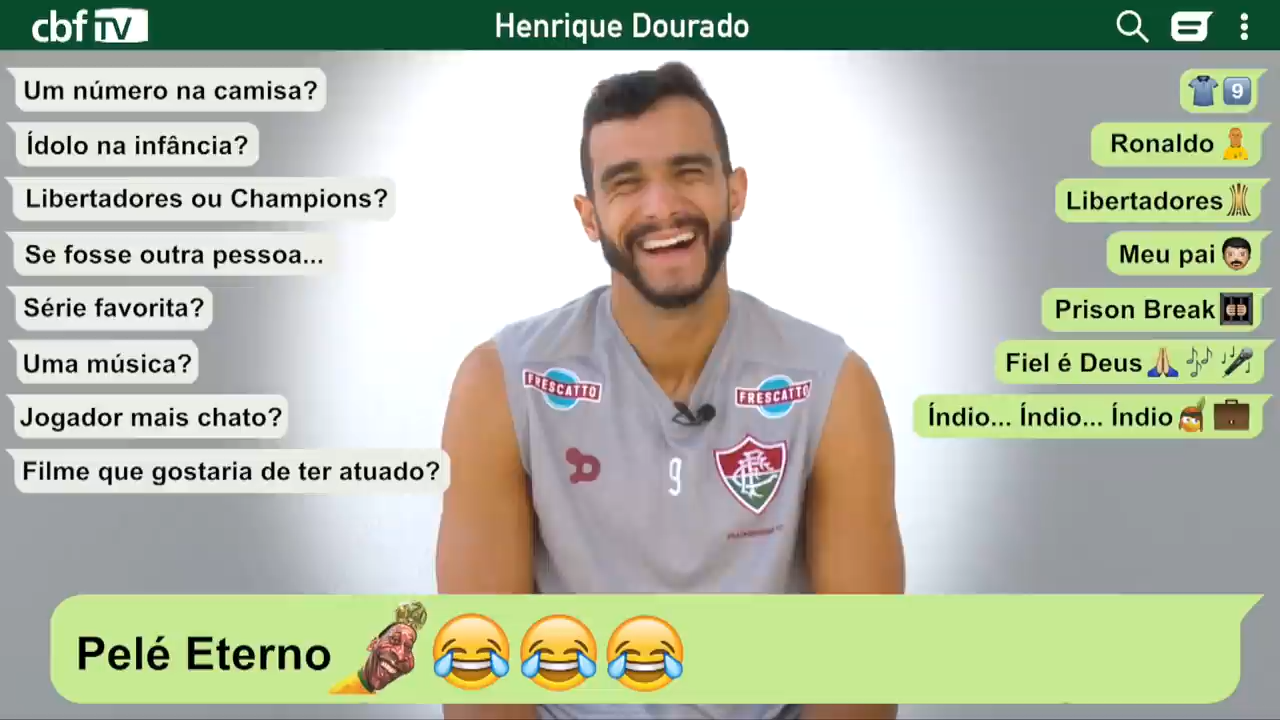 cbf TV
Henrique Dourado
Um número na camisa?
9
Ídolo na infância?
Ronaldo
Libertadores ou Champions?
Libertadores
Se fosse outra pessoa...
Meu pai
Série favorita?
Prison Break
Uma música?
Fiel é Deus
Jogador mais chato?
Índio... Índio... Índio
Filme que gostaria de ter atuado?
FRESCATTO
FRESCATTO
9
Pelé Eterno